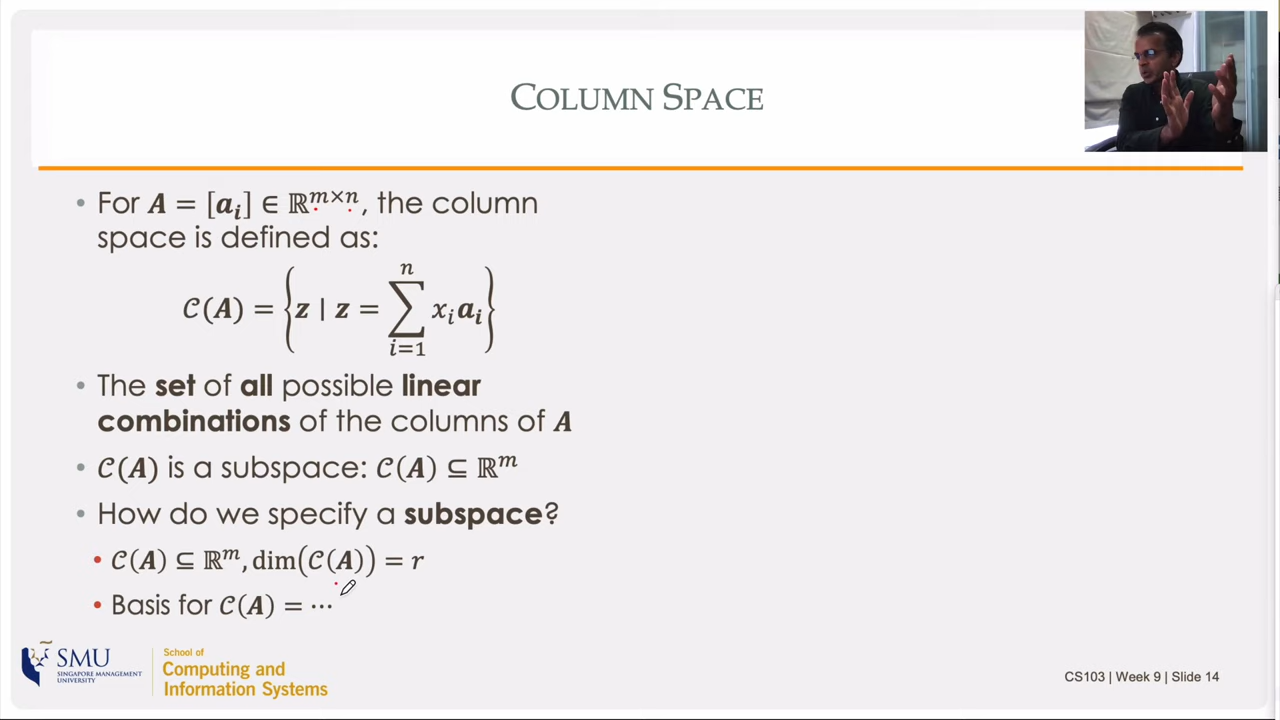 COLUMN SPACE
• For A = [aᵢ] ∈ ℝᵐˣⁿ, the column
space is defined as:
𝒞(A) = { z | z = ∑ᵢ₌₁ⁿ xᵢaᵢ }
• The set of all possible linear
combinations of the columns of A
• 𝒞(A) is a subspace: 𝒞(A) ⊆ ℝᵐ
• How do we specify a subspace?
• 𝒞(A) ⊆ ℝᵐ, dim(𝒞(A)) = r
• Basis for 𝒞(A) = ⋯
SMU
SINGAPORE MANAGEMENT
UNIVERSITY
School of
Computing and
Information Systems
CS103 | Week 9 | Slide 14